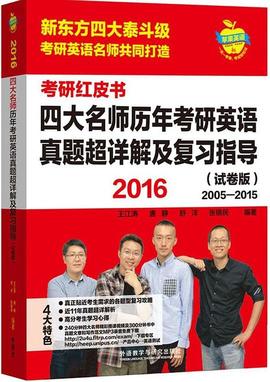 苹果英语
新东方四大泰斗级
考研英语名师共同打造
考研红皮书
四大名师历年考研英语
真题超详解及复习指导
2016
(试卷版)
2005—2015
王江涛 唐静 舒洋 张销民 编著
4大特色
真正贴近考生需求的各题型复习攻略
近11年真题超详解析
高分考生学习心得
外语教学与研究出版社
2016
四大名师历年考研英语真题超详解及复习指导